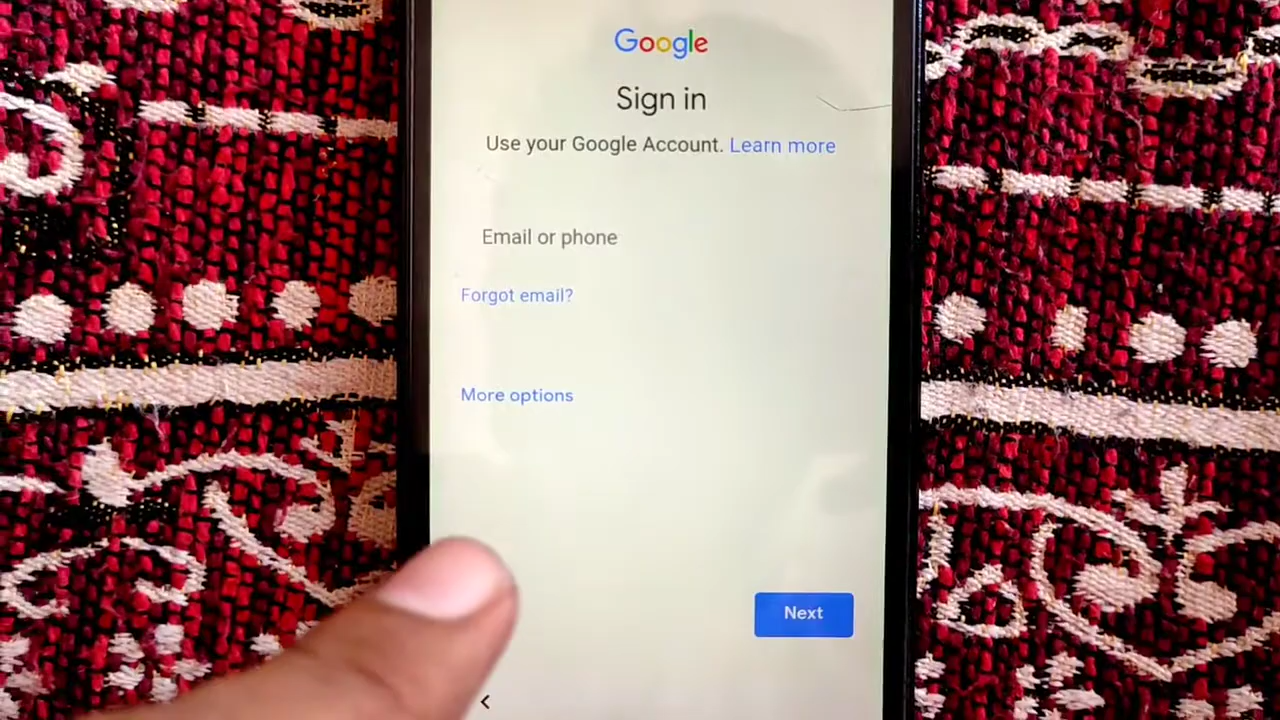 Google
Sign in
Use your Google Account. Learn more
Email or phone
Forgot email?
More options
Next